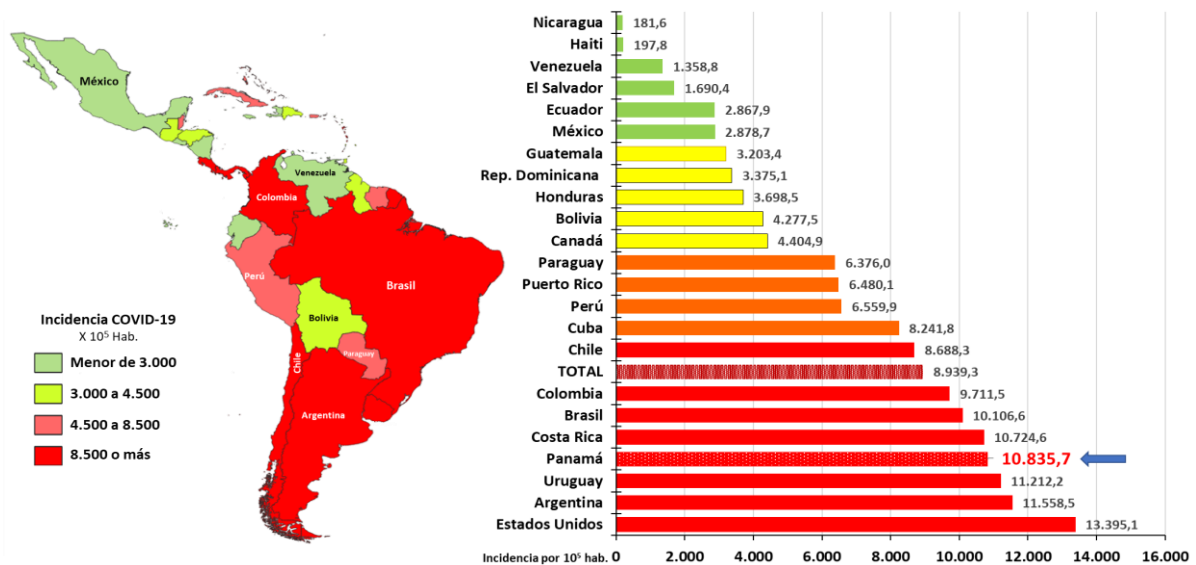 México
Venezuela
Colombia
Perú
Brasil
Bolivia
Paraguay
Chile
Argentina
Incidencia COVID-19
X 10⁵ Hab.
Menor de 3.000
3.000 a 4.500
4.500 a 8.500
8.500 o más
Nicaragua 181,6
Haiti 197,8
Venezuela 1.358,8
El Salvador 1.690,4
Ecuador 2.867,9
México 2.878,7
Guatemala 3.203,4
Rep. Dominicana 3.375,1
Honduras 3.698,5
Bolivia 4.277,5
Canadá 4.404,9
Paraguay 6.376,0
Puerto Rico 6.480,1
Perú 6.559,9
Cuba 8.241,8
Chile 8.688,3
TOTAL 8.939,3
Colombia 9.711,5
Brasil 10.106,6
Costa Rica 10.724,6
Panamá 10.835,7
Uruguay 11.212,2
Argentina 11.558,5
Estados Unidos 13.395,1
Incidencia por 10⁵ hab. 0 2.000 4.000 6.000 8.000 10.000 12.000 14.000 16.000